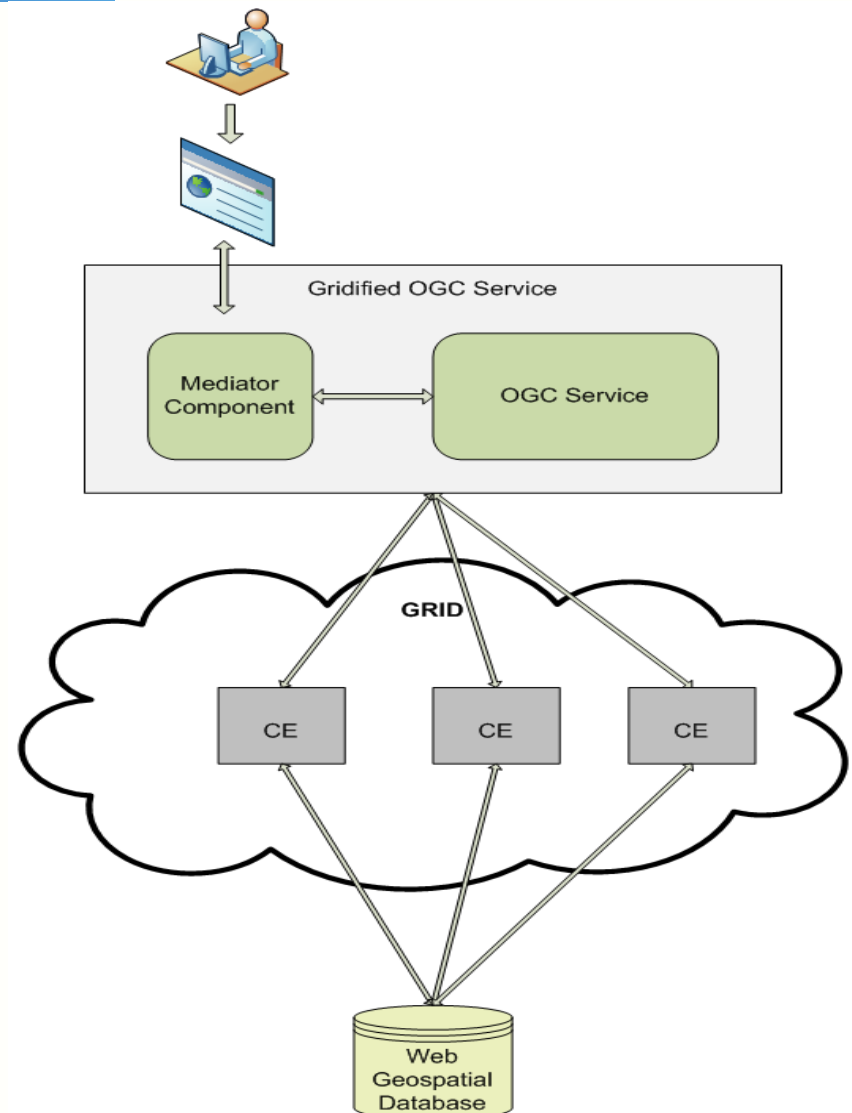 Gridified OGC Service
Mediator
Component
OGC Service
GRID
CE
CE
CE
Web
Geospatial
Database